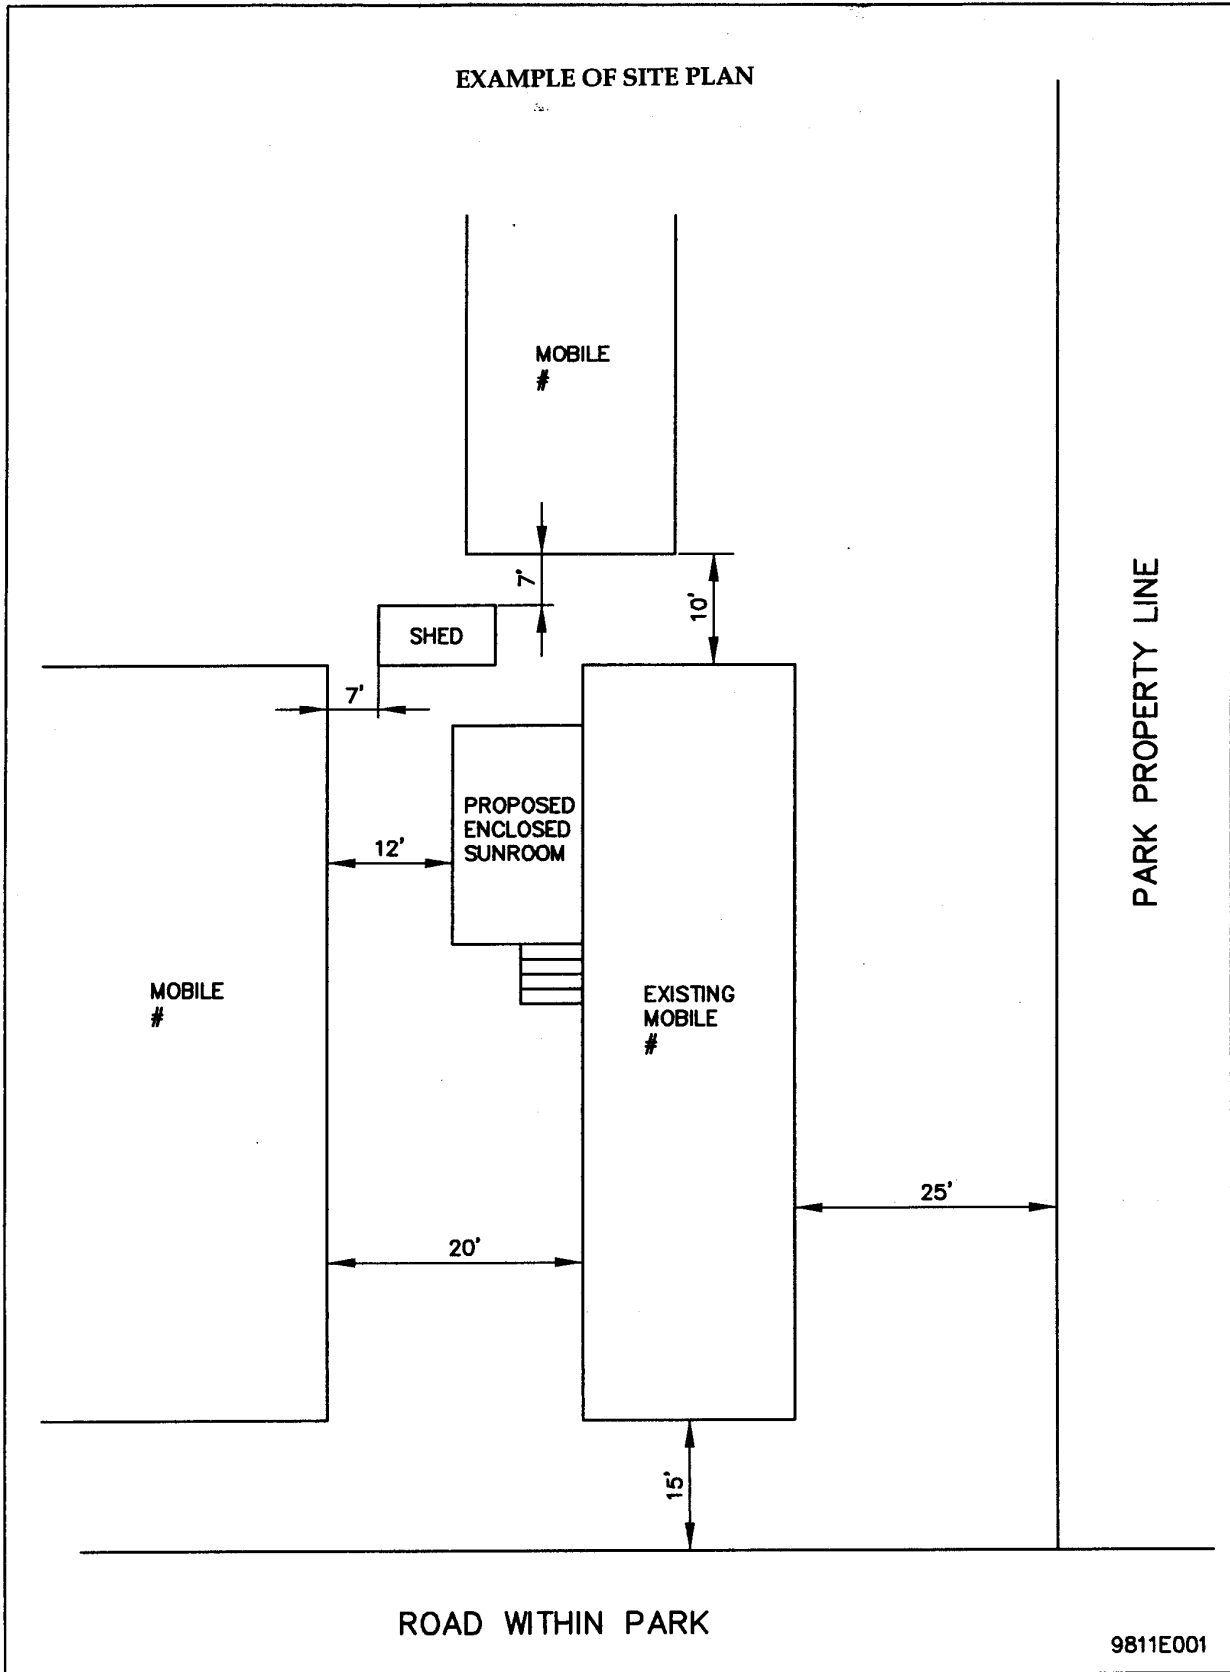 EXAMPLE OF SITE PLAN
MOBILE
#
7'
10'
SHED
7'
PROPOSED
ENCLOSED
SUNROOM
12'
MOBILE
#
EXISTING
MOBILE
#
PARK PROPERTY LINE
25'
20'
15'
ROAD WITHIN PARK
9811E001